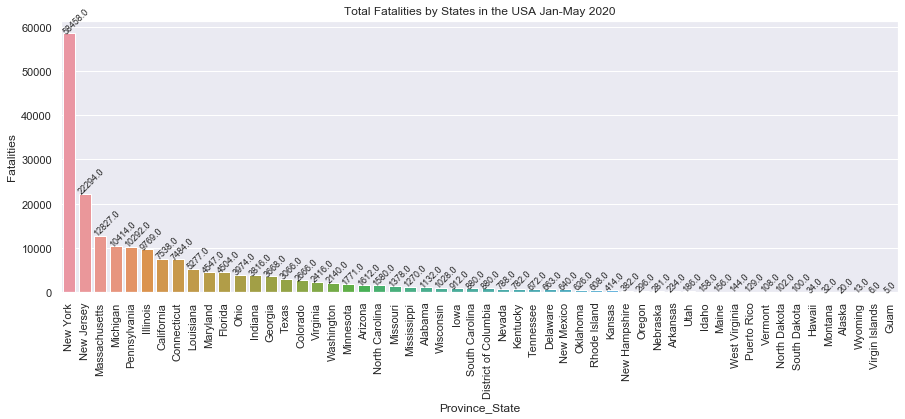 Total Fatalities by States in the USA Jan-May 2020
60000
50000
40000
30000
20000
10000
0
Fatalities
58458.0
22294.0
12827.0
10414.0
10292.0
9769.0
7538.0
7484.0
5277.0
4547.0
4504.0
3974.0
3816.0
3668.0
3066.0
2666.0
2416.0
2140.0
1771.0
1612.0
1580.0
1378.0
1270.0
1132.0
1028.0
912.0
880.0
880.0
788.0
782.0
672.0
663.0
640.0
626.0
608.0
414.0
382.0
296.0
281.0
234.0
186.0
158.0
156.0
144.0
129.0
108.0
102.0
100.0
34.0
32.0
20.0
13.0
6.0
5.0
New York
New Jersey
Massachusetts
Michigan
Pennsylvania
Illinois
California
Connecticut
Louisiana
Maryland
Florida
Ohio
Indiana
Georgia
Texas
Colorado
Virginia
Washington
Minnesota
Arizona
North Carolina
Missouri
Mississippi
Alabama
Wisconsin
Iowa
South Carolina
District of Columbia
Nevada
Kentucky
Tennessee
Delaware
New Mexico
Oklahoma
Rhode Island
Kansas
New Hampshire
Oregon
Nebraska
Arkansas
Utah
Idaho
Maine
West Virginia
Puerto Rico
Vermont
North Dakota
South Dakota
Hawaii
Montana
Alaska
Wyoming
Virgin Islands
Guam
Province_State